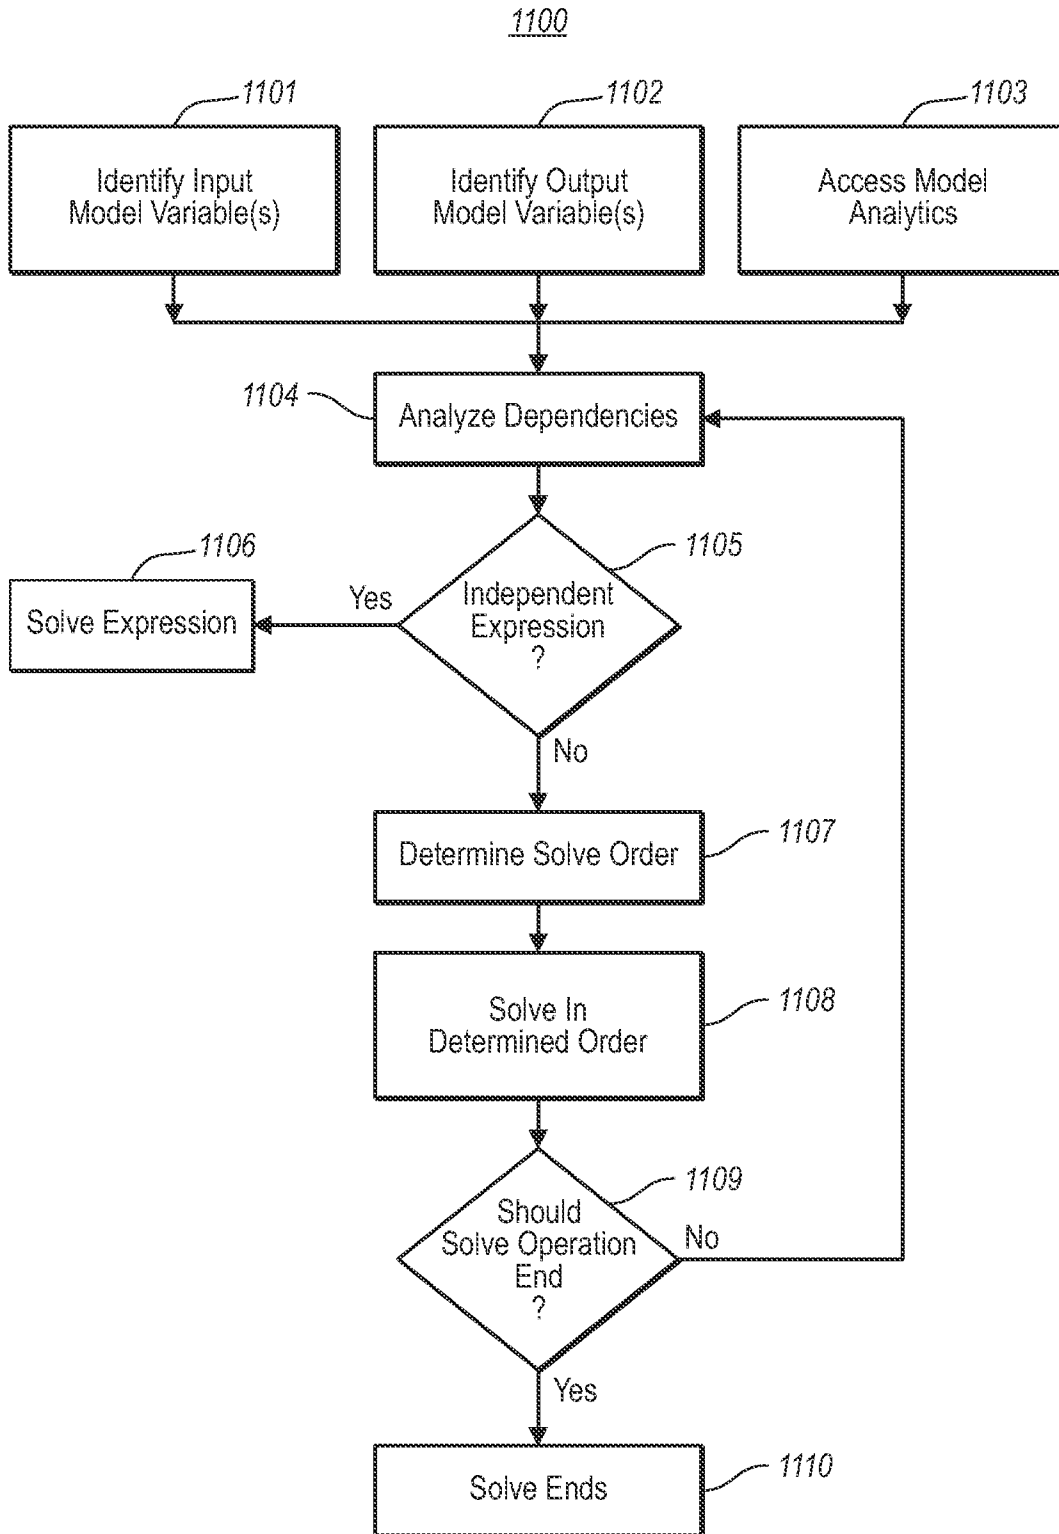 1100
1101
1102
1103
Identify Input
Model Variable(s)
Identify Output
Model Variable(s)
Access Model
Analytics
1104
Analyze Dependencies
1105
1106
Independent
Expression
?
Yes
Solve Expression
No
Determine Solve Order
1107
Solve In
Determined Order
1108
1109
Should
Solve Operation
End
?
No
Yes
Solve Ends
1110